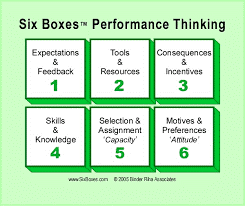 Six Boxes™ Performance Thinking
Expectations
&
Feedback
1
Tools
&
Resources
2
Consequences
&
Incentives
3
Skills
&
Knowledge
4
Selection &
Assignment
'Capacity'
5
Motives &
Preferences
'Attitude'
6
www.SixBoxes.com © 2005 Binder Riha Associates